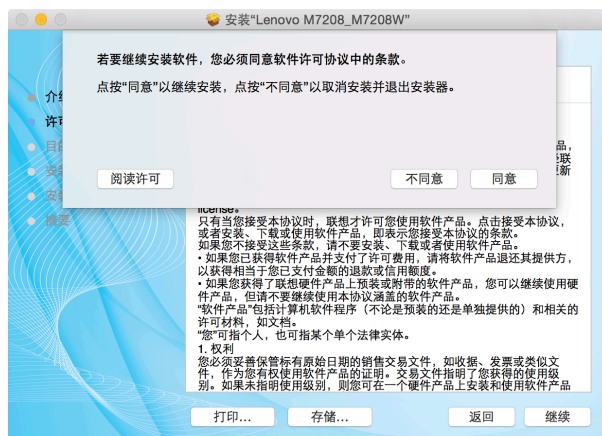 安装“Lenovo M7208_M7208W”
若要继续安装软件，您必须同意软件许可协议中的条款。
点按“同意”以继续安装，点按“不同意”以取消安装并退出安装器。
阅读许可
不同意
同意
介
许
目
安
安
摘要
品，
联
新
license。
只有当您接受本协议时，联想才许可您使用软件产品。点击接受本协议，
或者安装、下载或使用软件产品，即表示您接受本协议的条款。
如果您不接受这些条款，请不要安装、下载或者使用软件产品。
• 如果您已获得软件产品并支付了许可费用，请将软件产品退还其提供方，
以获得相当于您已支付金额的退款或信用额度。
• 如果您获得了联想硬件产品上预装或附带的软件产品，您可以继续使用硬
件产品，但请不要继续使用本协议涵盖的软件产品。
“软件产品”包括计算机软件程序（不论是预装的还是单独提供的）和相关的
许可材料，如文档。
“您”可指个人，也可指某个单个法律实体。
1. 权利
您必须妥善保管标有原始日期的销售交易文件，如收据、发票或类似文
件，作为您有权使用软件产品的证明。交易文件指明了您获得的使用级
别。如果未指明使用级别，则您可在一个硬件产品上安装和使用软件产品
打印...
存储...
返回
继续